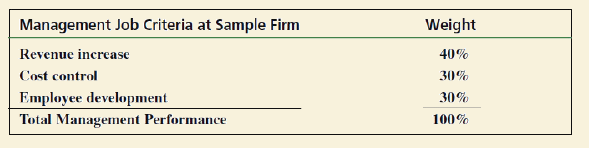 Management Job Criteria at Sample Firm Weight
Revenue increase 40%
Cost control 30%
Employee development 30%
Total Management Performance 100%